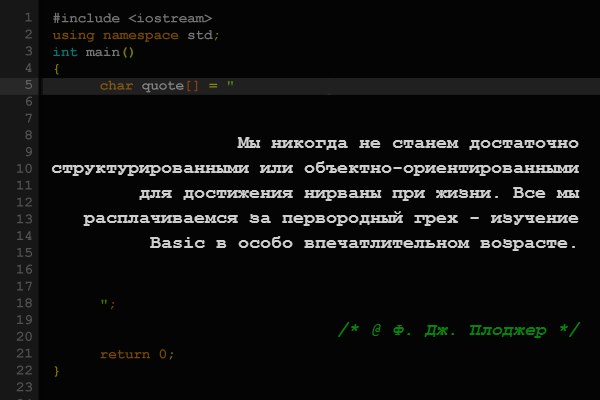 1 #include <iostream>
2 using namespace std;
3 int main()
4 {
5 char quote[] = "
6
7
8 Мы никогда не станем достаточно
9
10 структурированными или объектно-ориентированными
11 для достижения нирваны при жизни. Все мы
12
13 расплачиваемся за первородный грех - изучение
14 Basic в особо впечатлительном возрасте.
15
16
17
18 ";
19
20 /* @ Ф. Дж. Плоджер */
21 return 0;
22 }
23